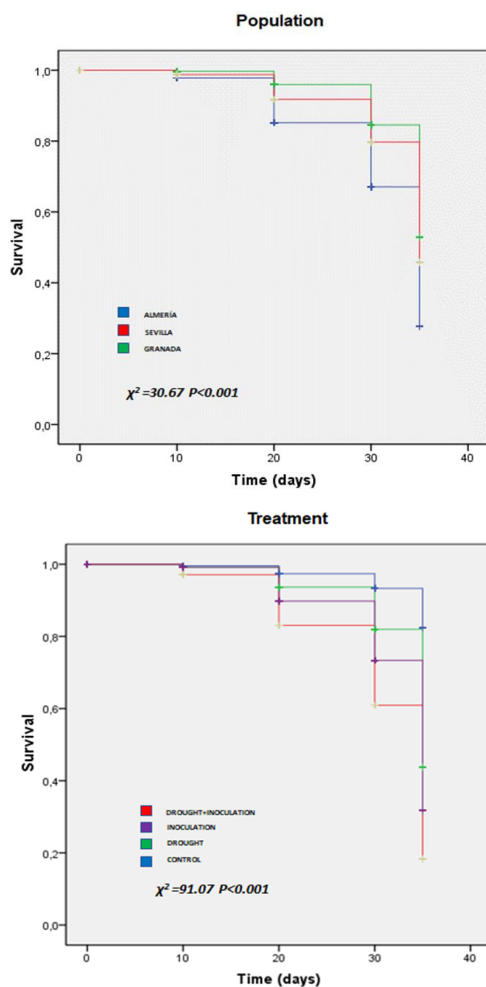 Population
1,0
0,8
0,6
0,4
0,2
0,0
Survival
ALMERÍA
SEVILLA
GRANADA
χ² =30.67 P<0.001
0 10 20 30 40
Time (days)
Treatment
1,0
0,8
0,6
0,4
0,2
0,0
Survival
DROUGHT+INOCULATION
INOCULATION
DROUGHT
CONTROL
χ² =91.07 P<0.001
0 10 20 30 40
Time (days)